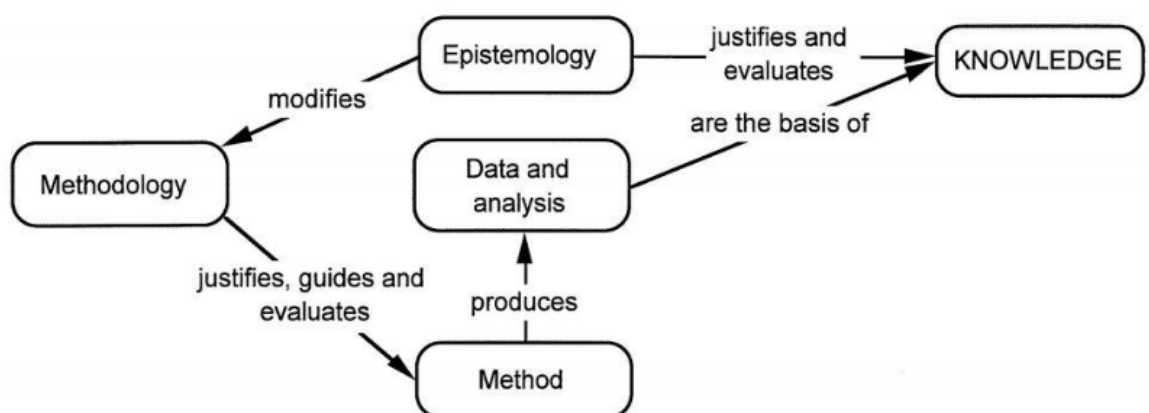 Epistemology
justifies and
evaluates
KNOWLEDGE
modifies
are the basis of
Methodology
Data and
analysis
justifies, guides and
evaluates
produces
Method